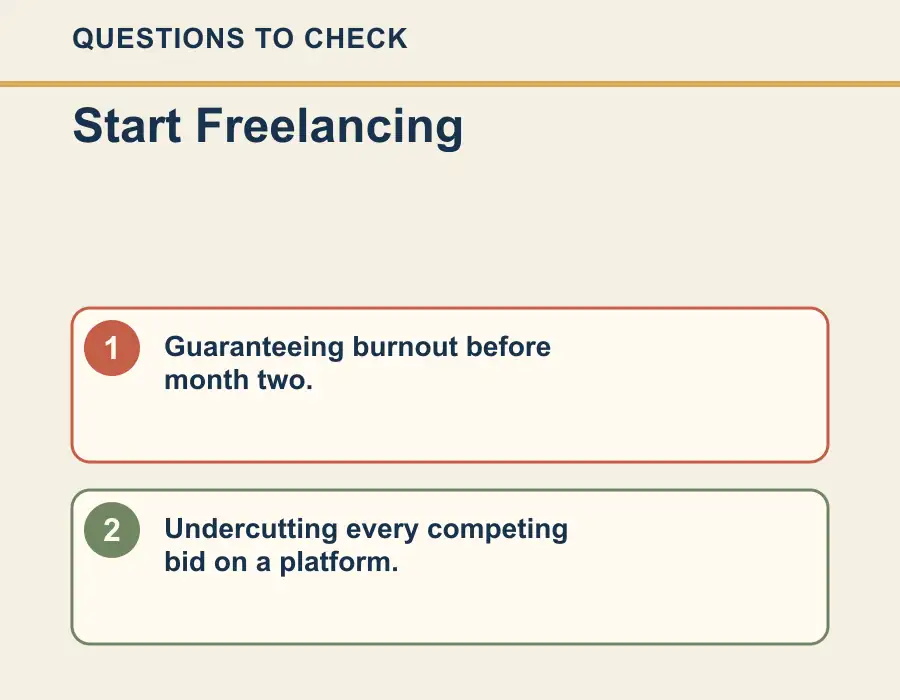 QUESTIONS TO CHECK
Start Freelancing
1
Guaranteeing burnout before
month two.
2
Undercutting every competing
bid on a platform.